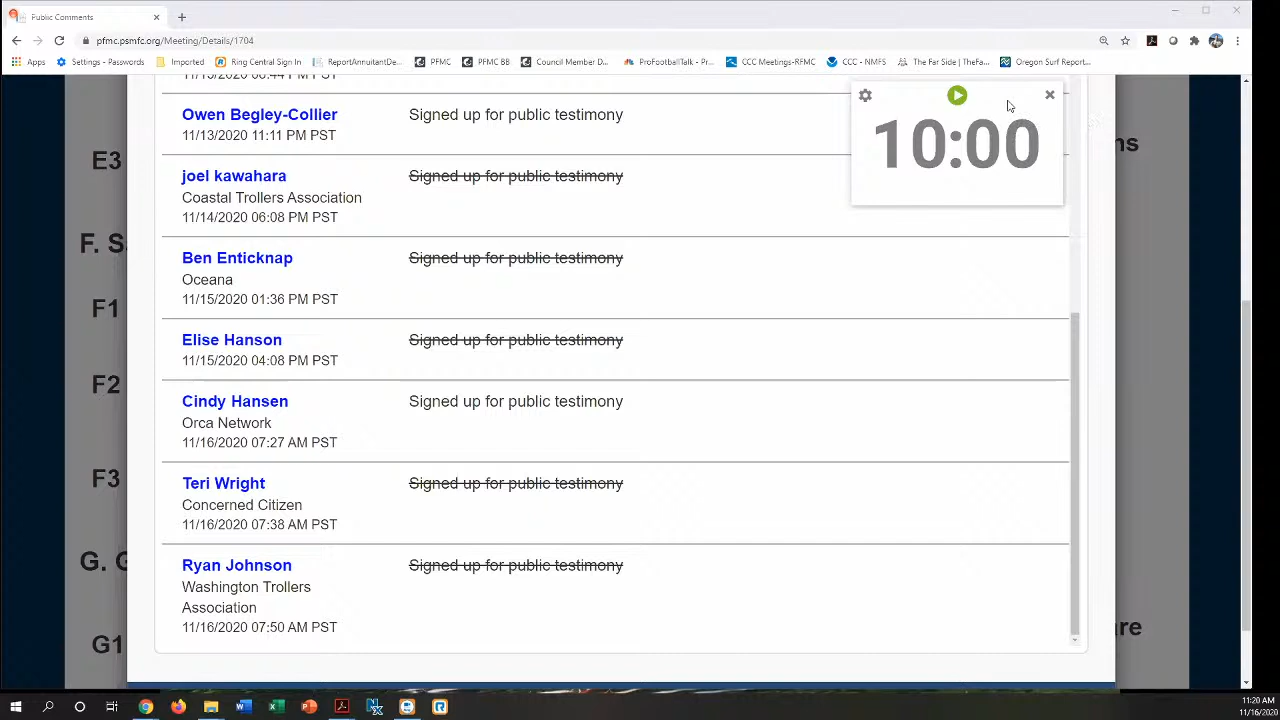 Public Comments
pfmc.psmfc.org/Meeting/Details/1704
Apps Settings - Passwords Imported Ring Central Sign In ReportAnnuitantDe... PFMC PFMC BB Council Member D... ProFootballTalk - Pr... CCC Meetings-RFMC CCC - NMFS The Far Side | TheFa... Oregon Surf Report...
Owen Begley-Collier Signed up for public testimony
11/13/2020 11:11 PM PST
10:00
joel kawahara Signed up for public testimony
Coastal Trollers Association
11/14/2020 06:08 PM PST
Ben Enticknap Signed up for public testimony
Oceana
11/15/2020 01:36 PM PST
Elise Hanson Signed up for public testimony
11/15/2020 04:08 PM PST
Cindy Hansen Signed up for public testimony
Orca Network
11/16/2020 07:27 AM PST
Teri Wright Signed up for public testimony
Concerned Citizen
11/16/2020 07:38 AM PST
Ryan Johnson Signed up for public testimony
Washington Trollers
Association
11/16/2020 07:50 AM PST
E3
F. S
F1
F2
F3
G. G
G1
11:20 AM
11/16/2020